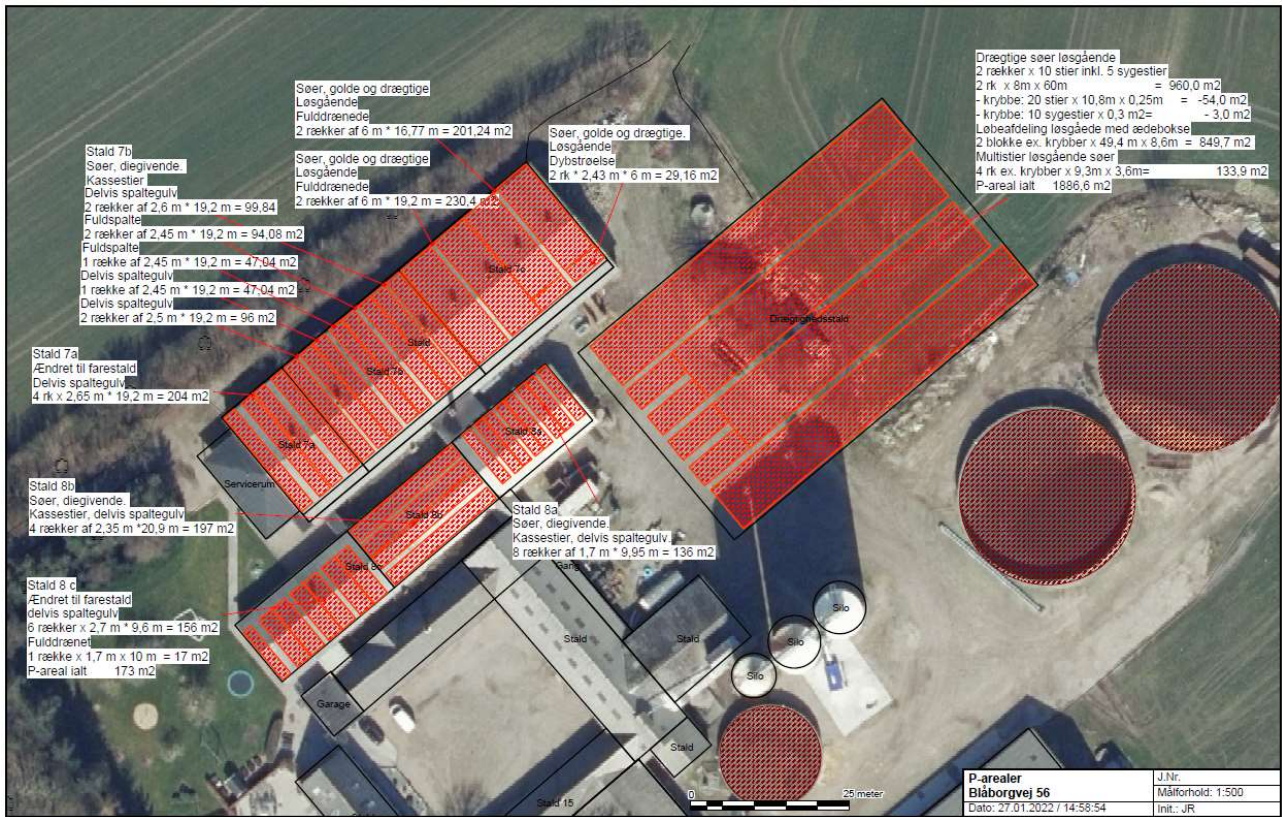 Søer, golde og drægtige
Løsgående
Fulddrænede
2 rækker af 6 m * 16,77 m = 201,24 m2
Søer, golde og drægtige
Løsgående
Fulddrænede
2 rækker af 6 m * 19,2 m = 230,4 m2
Søer, golde og drægtige.
Løsgående
Dybstrøelse
2 rk * 2,43 m * 6 m = 29,16 m2
Drægtige søer løsgående
2 rækker x 10 stier inkl. 5 sygestier
2 rk x 8m x 60m = 960,0 m2
- krybbe: 20 stier x 10,8m x 0,25m = -54,0 m2
- krybbe: 10 sygestier x 0,3 m2= - 3,0 m2
Løbeafdeling løsgåede med ædebokse
2 blokke ex. krybber x 49,4 m x 8,6m = 849,7 m2
Multistier løsgående søer
4 rk ex. krybber x 9,3m x 3,6m= 133,9 m2
P-areal ialt 1886,6 m2
Stald 7b
Søer, diegivende.
Kassestier
Delvis spaltegulv
2 rækker af 2,6 m * 19,2 m = 99,84
Fuldspalte
2 rækker af 2,45 m * 19,2 m = 94,08 m2
Fuldspalte
1 række af 2,45 m * 19,2 m = 47,04 m2
Delvis spaltegulv
1 række af 2,45 m * 19,2 m = 47,04 m2
Delvis spaltegulv
2 rækker af 2,5 m * 19,2 m = 96 m2
Stald 7a
Ændret til farestald
Delvis spaltegulv
4 rk x 2,65 m * 19,2 m = 204 m2
Stald 8b
Søer, diegivende.
Kassestier, delvis spaltegulv
4 rækker af 2,35 m *20,9 m = 197 m2
Stald 8a
Søer, diegivende.
Kassestier, delvis spaltegulv.
8 rækker af 1,7 m * 9,95 m = 136 m2
Stald 8 c
Ændret til farestald
delvis spaltegulv
6 rækker x 2,7 m * 9,6 m = 156 m2
Fulddrænet
1 række x 1,7 m x 10 m = 17 m2
P-areal ialt 173 m2
Stald 7c
Stald
Stald 7b
Stald 7a
Servicerum
Drægtighedsstald
Stald 8a
Stald 8b
Stald 8c
Gang
Stald
Stald
Silo
Silo
Silo
Garage
Stald
Stald 15
0 25 meter
P-arealer
Blåborgvej 56
Dato: 27.01.2022 / 14:58:54
J.Nr.
Målforhold: 1:500
Init.: JR